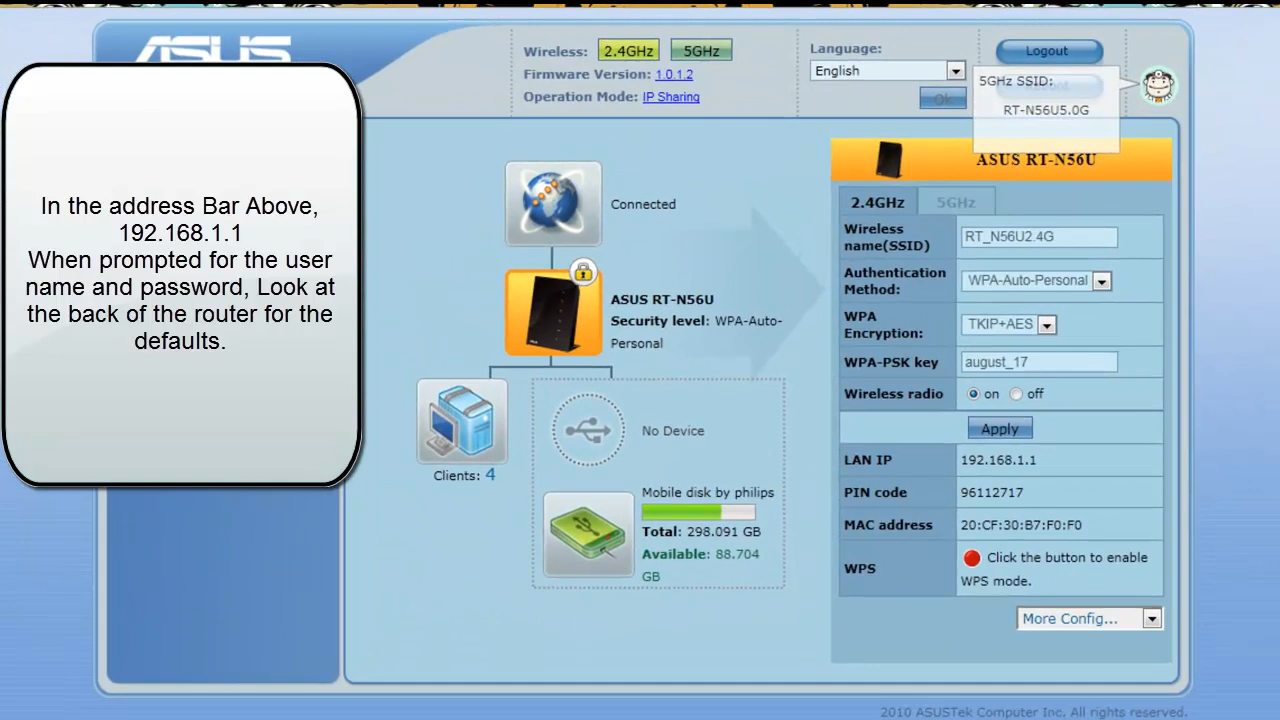 ASUS
Wireless: 2.4GHz 5GHz
Firmware Version: 1.0.1.2
Operation Mode: IP Sharing
Language:
English
Ok
Logout
5GHz SSID:
RT-N56U5.0G
In the address Bar Above,
192.168.1.1
When prompted for the user
name and password, Look at
the back of the router for the
defaults.
Connected
ASUS RT-N56U
Security level: WPA-Auto-
Personal
Clients: 4
No Device
Mobile disk by philips
Total: 298.091 GB
Available: 88.704
GB
ASUS RT-N56U
2.4GHz 5GHz
Wireless
name(SSID) RT_N56U2.4G
Authentication
Method: WPA-Auto-Personal
WPA
Encryption: TKIP+AES
WPA-PSK key august_17
Wireless radio on off
Apply
LAN IP 192.168.1.1
PIN code 96112717
MAC address 20:CF:30:B7:F0:F0
WPS Click the button to enable
WPS mode.
More Config...
2010 ASUSTek Computer Inc. All rights reserved.